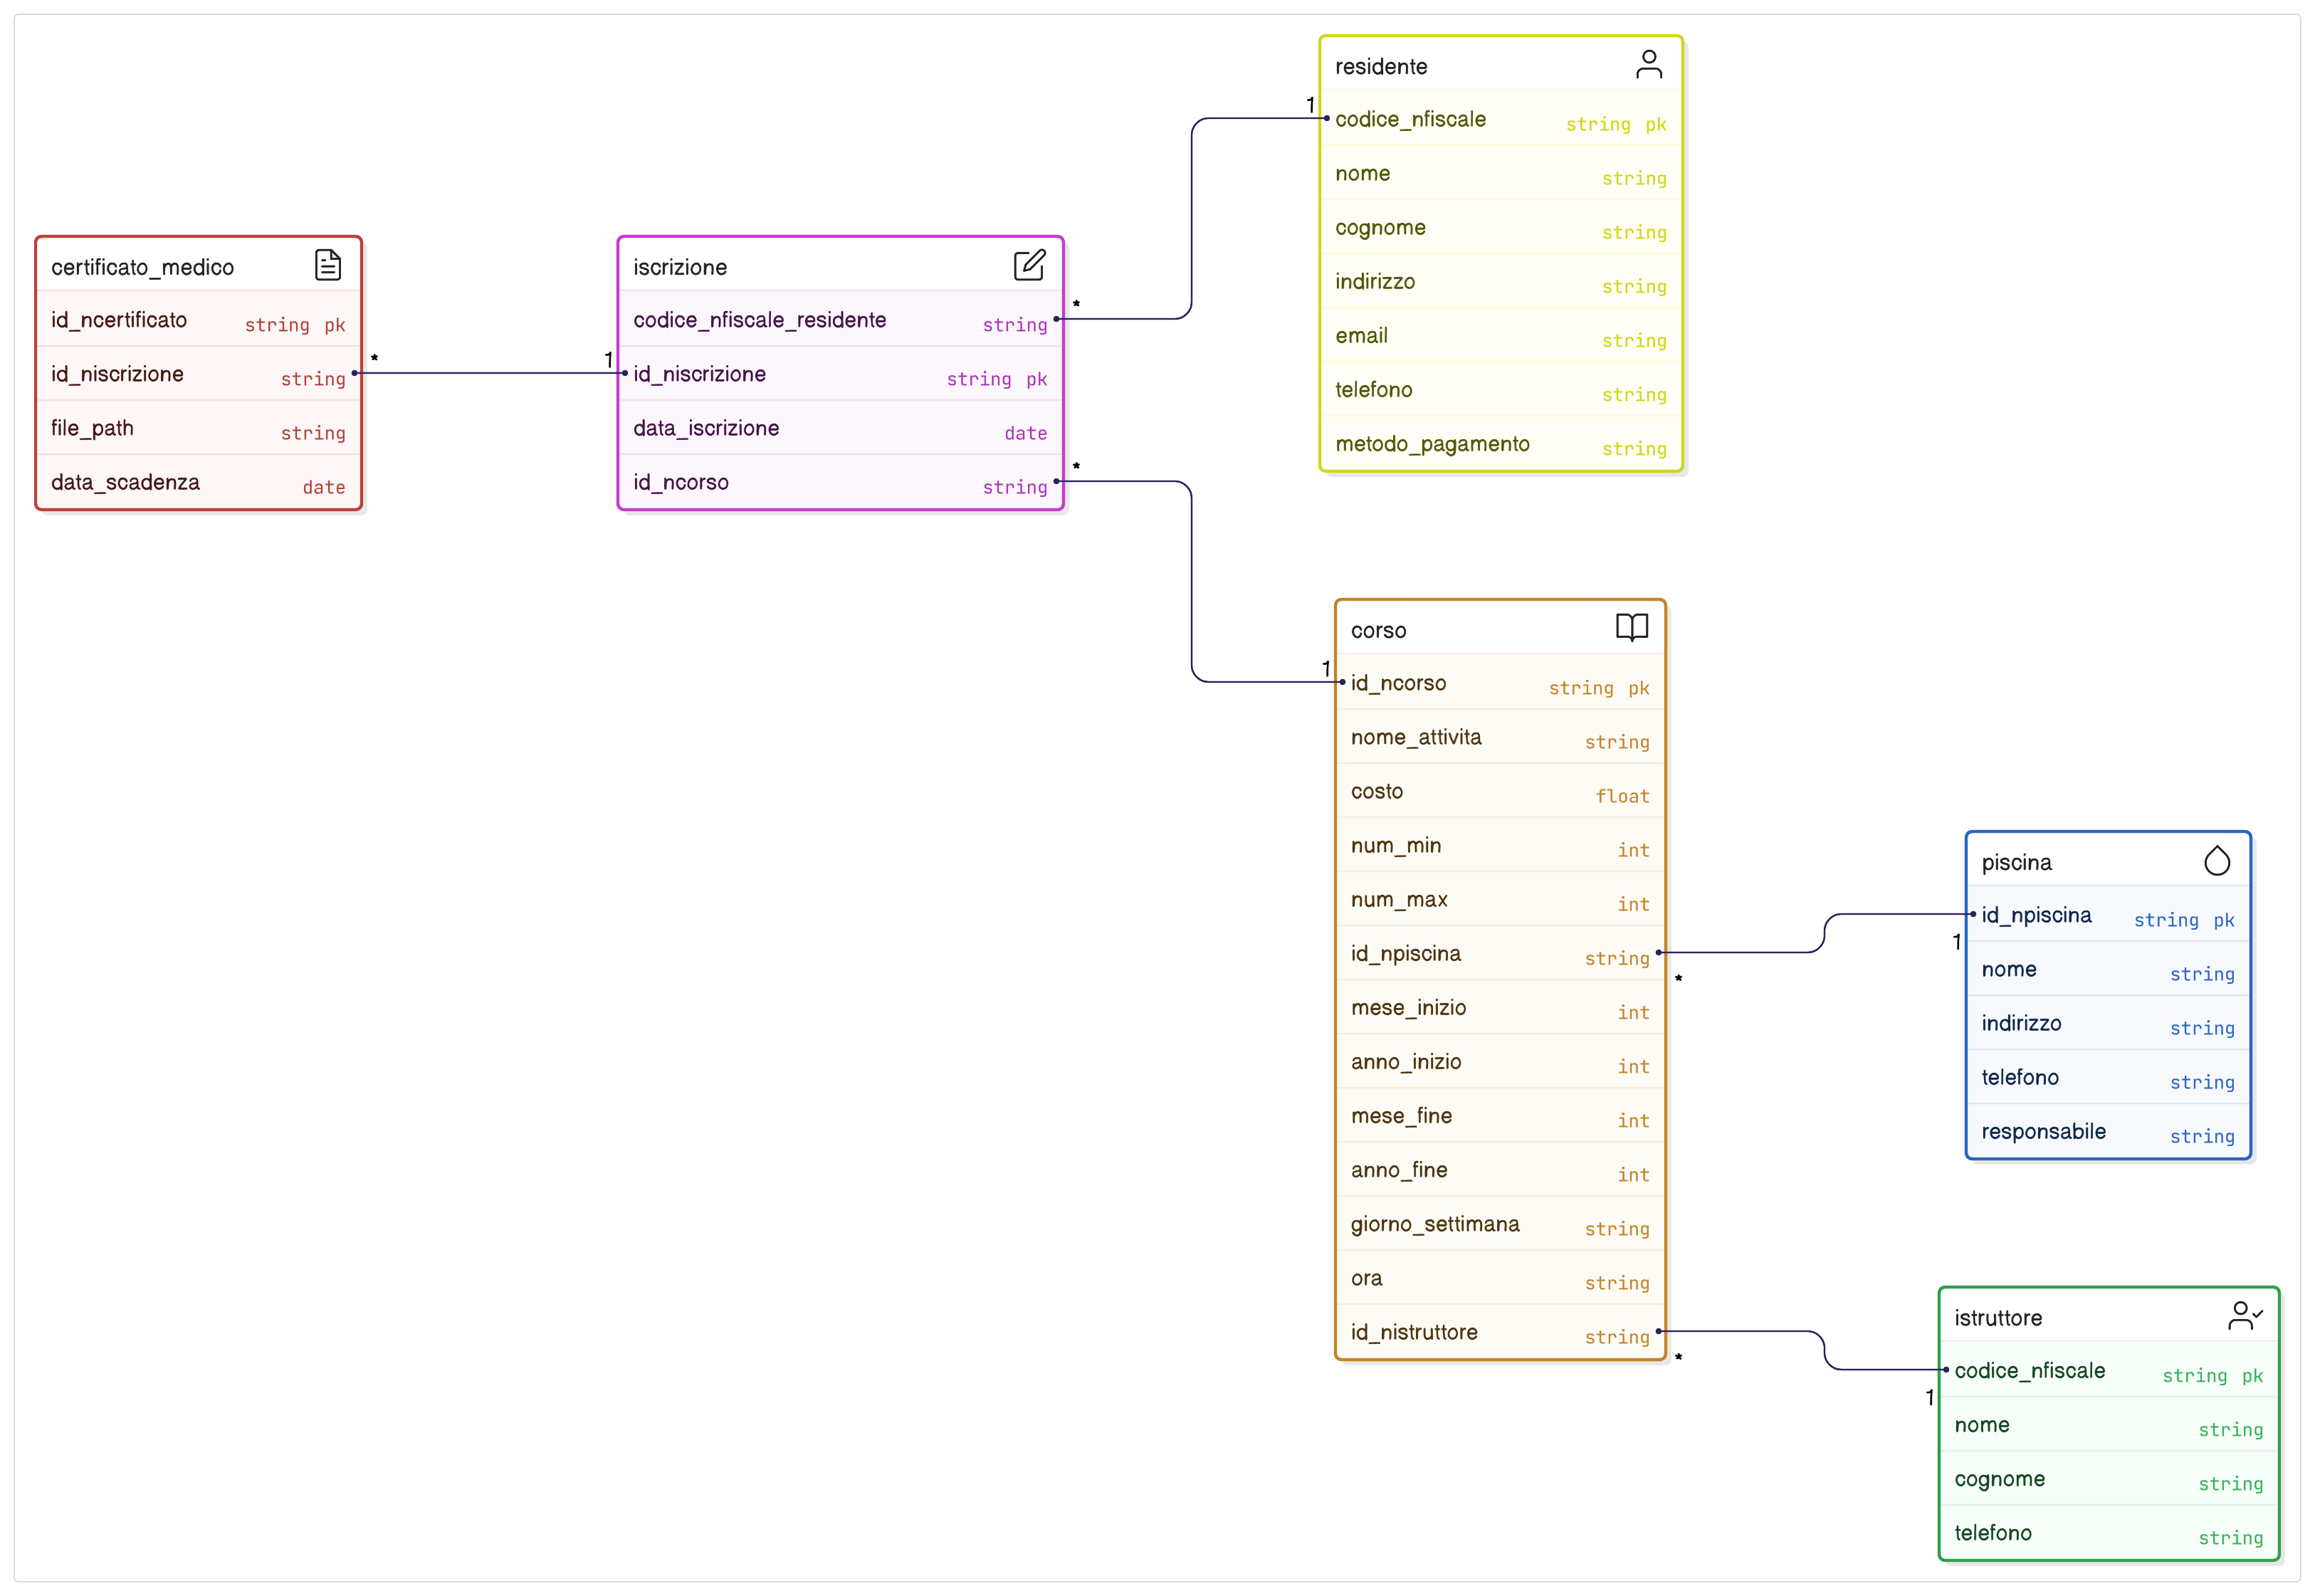 residente
codice_nfiscale string pk
nome string
cognome string
indirizzo string
email string
telefono string
metodo_pagamento string
certificato_medico
id_ncertificato string pk
id_niscrizione string
file_path string
data_scadenza date
iscrizione
codice_nfiscale_residente string
id_niscrizione string pk
data_iscrizione date
id_ncorso string
1
*
*
1
*
1
corso
id_ncorso string pk
nome_attivita string
costo float
num_min int
num_max int
id_npiscina string
mese_inizio int
anno_inizio int
mese_fine int
anno_fine int
giorno_settimana string
ora string
id_nistruttore string
piscina
id_npiscina string pk
nome string
indirizzo string
telefono string
responsabile string
1
*
istruttore
codice_nfiscale string pk
nome string
cognome string
telefono string
*
1